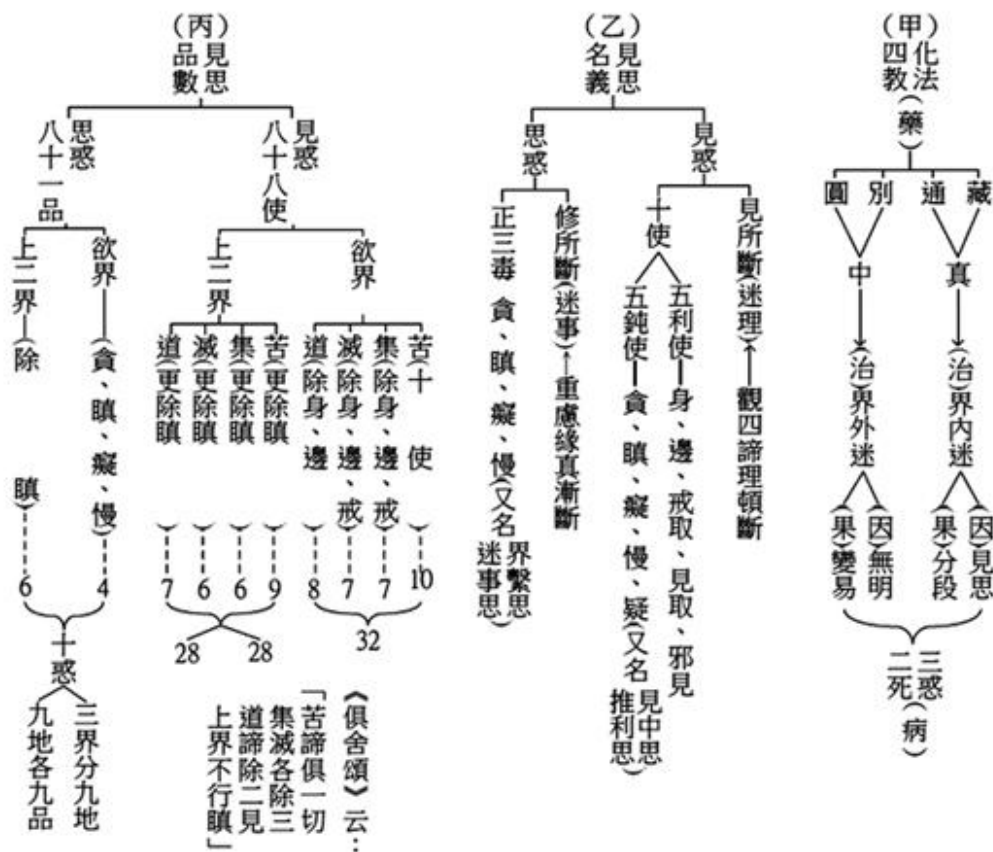 （甲）化法四教（藥）
藏
通
別
圓
真
中
（治）界內迷
（治）界外迷
（因）見思
（果）分段
（因）無明
（果）變易
三惑
二死（病）
（乙）見思名義
見惑
見所斷（迷理）←觀四諦理頓斷
十使
五利使—身、邊、戒取、見取、邪見
五鈍使—貪、瞋、癡、慢、疑（又名見中思
推利思）
思惑
修所斷（迷事）←重慮緣真漸斷
正三毒 貪、瞋、癡、慢（又名界繫思
迷事思）
（丙）見思品數
見惑
八十八使
欲界
苦（十 使）
10
集（除身、邊、戒）
7
滅（除身、邊、戒）
7
道（除身、邊 ）
8
32
上二界
苦（更除瞋 ）
9
集（更除瞋 ）
6
滅（更除瞋 ）
6
道（更除瞋 ）
7
28
28
思惑
八十一品
欲界—（貪、瞋、癡、慢）
4
上二界—（除 瞋）
6
十惑
三界分九地
九地各九品
《俱舍頌》云…
「苦諦俱一切
集滅各除三
道諦除二見
上界不行瞋」